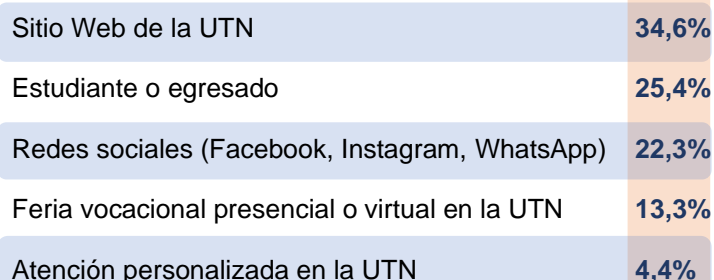 Sitio Web de la UTN 34,6%
Estudiante o egresado 25,4%
Redes sociales (Facebook, Instagram, WhatsApp) 22,3%
Feria vocacional presencial o virtual en la UTN 13,3%
Atención personalizada en la UTN 4,4%